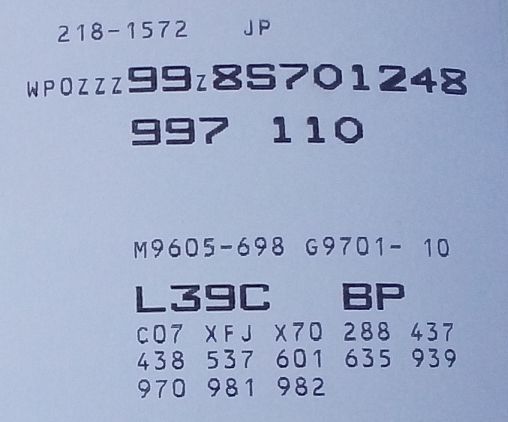 218-1572 JP
WP0ZZZ99Z8S701248
997 110
M9605-698 G9701- 10
L39C BP
C07 XFJ X70 288 437
438 537 601 635 939
970 981 982